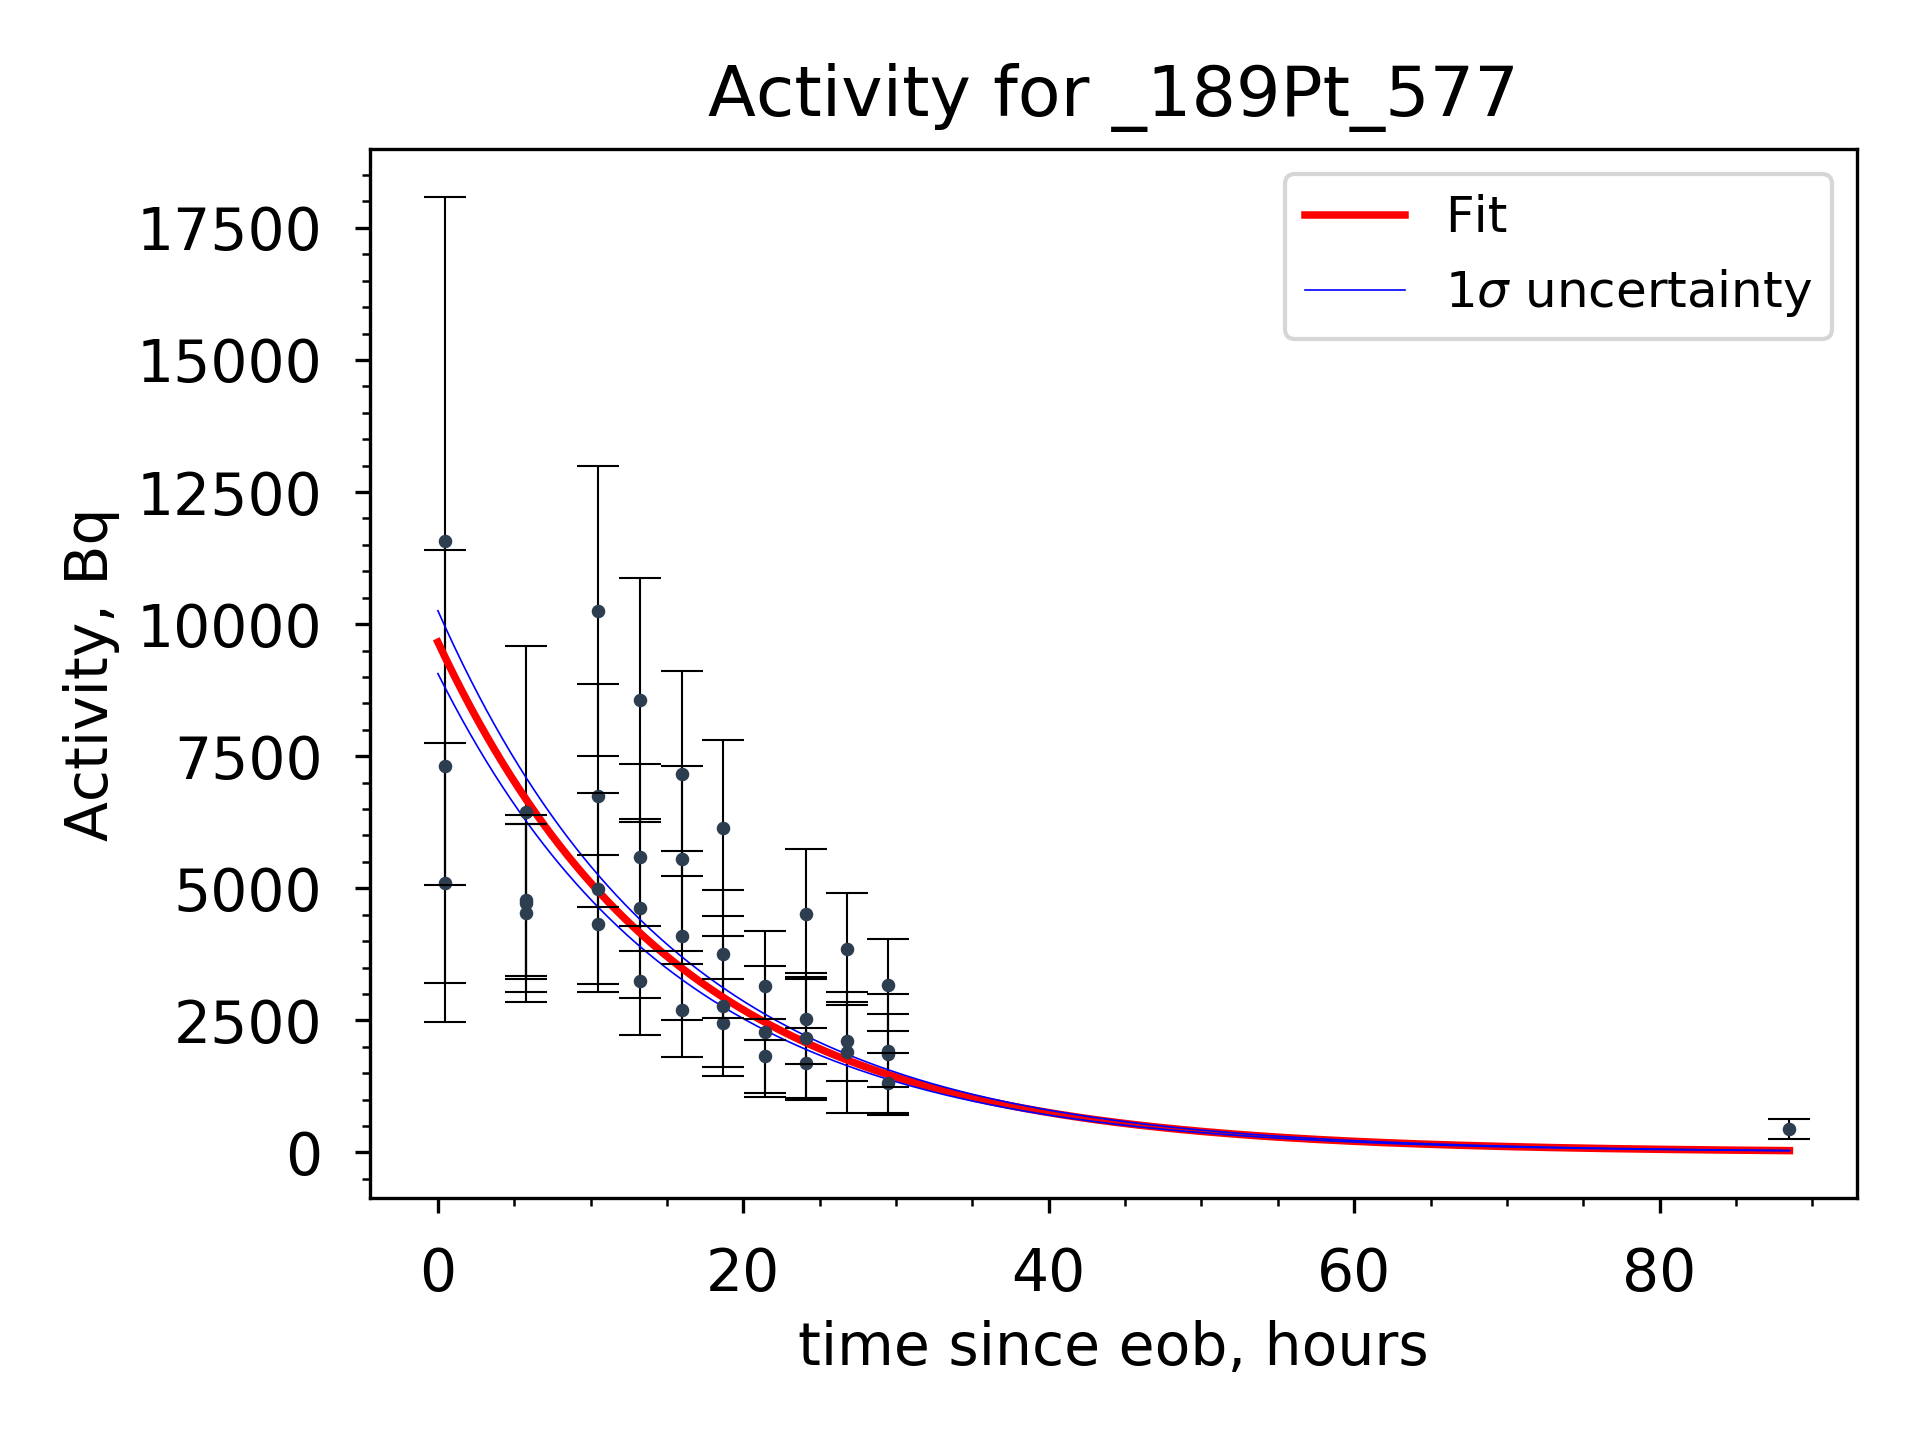 Activity for _189Pt_577
Fit
1σ uncertainty
17500
15000
12500
10000
7500
5000
2500
0
Activity, Bq
0 20 40 60 80
time since eob, hours